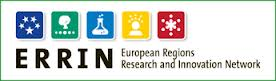 ERRIN
European Regions
Research and Innovation Network